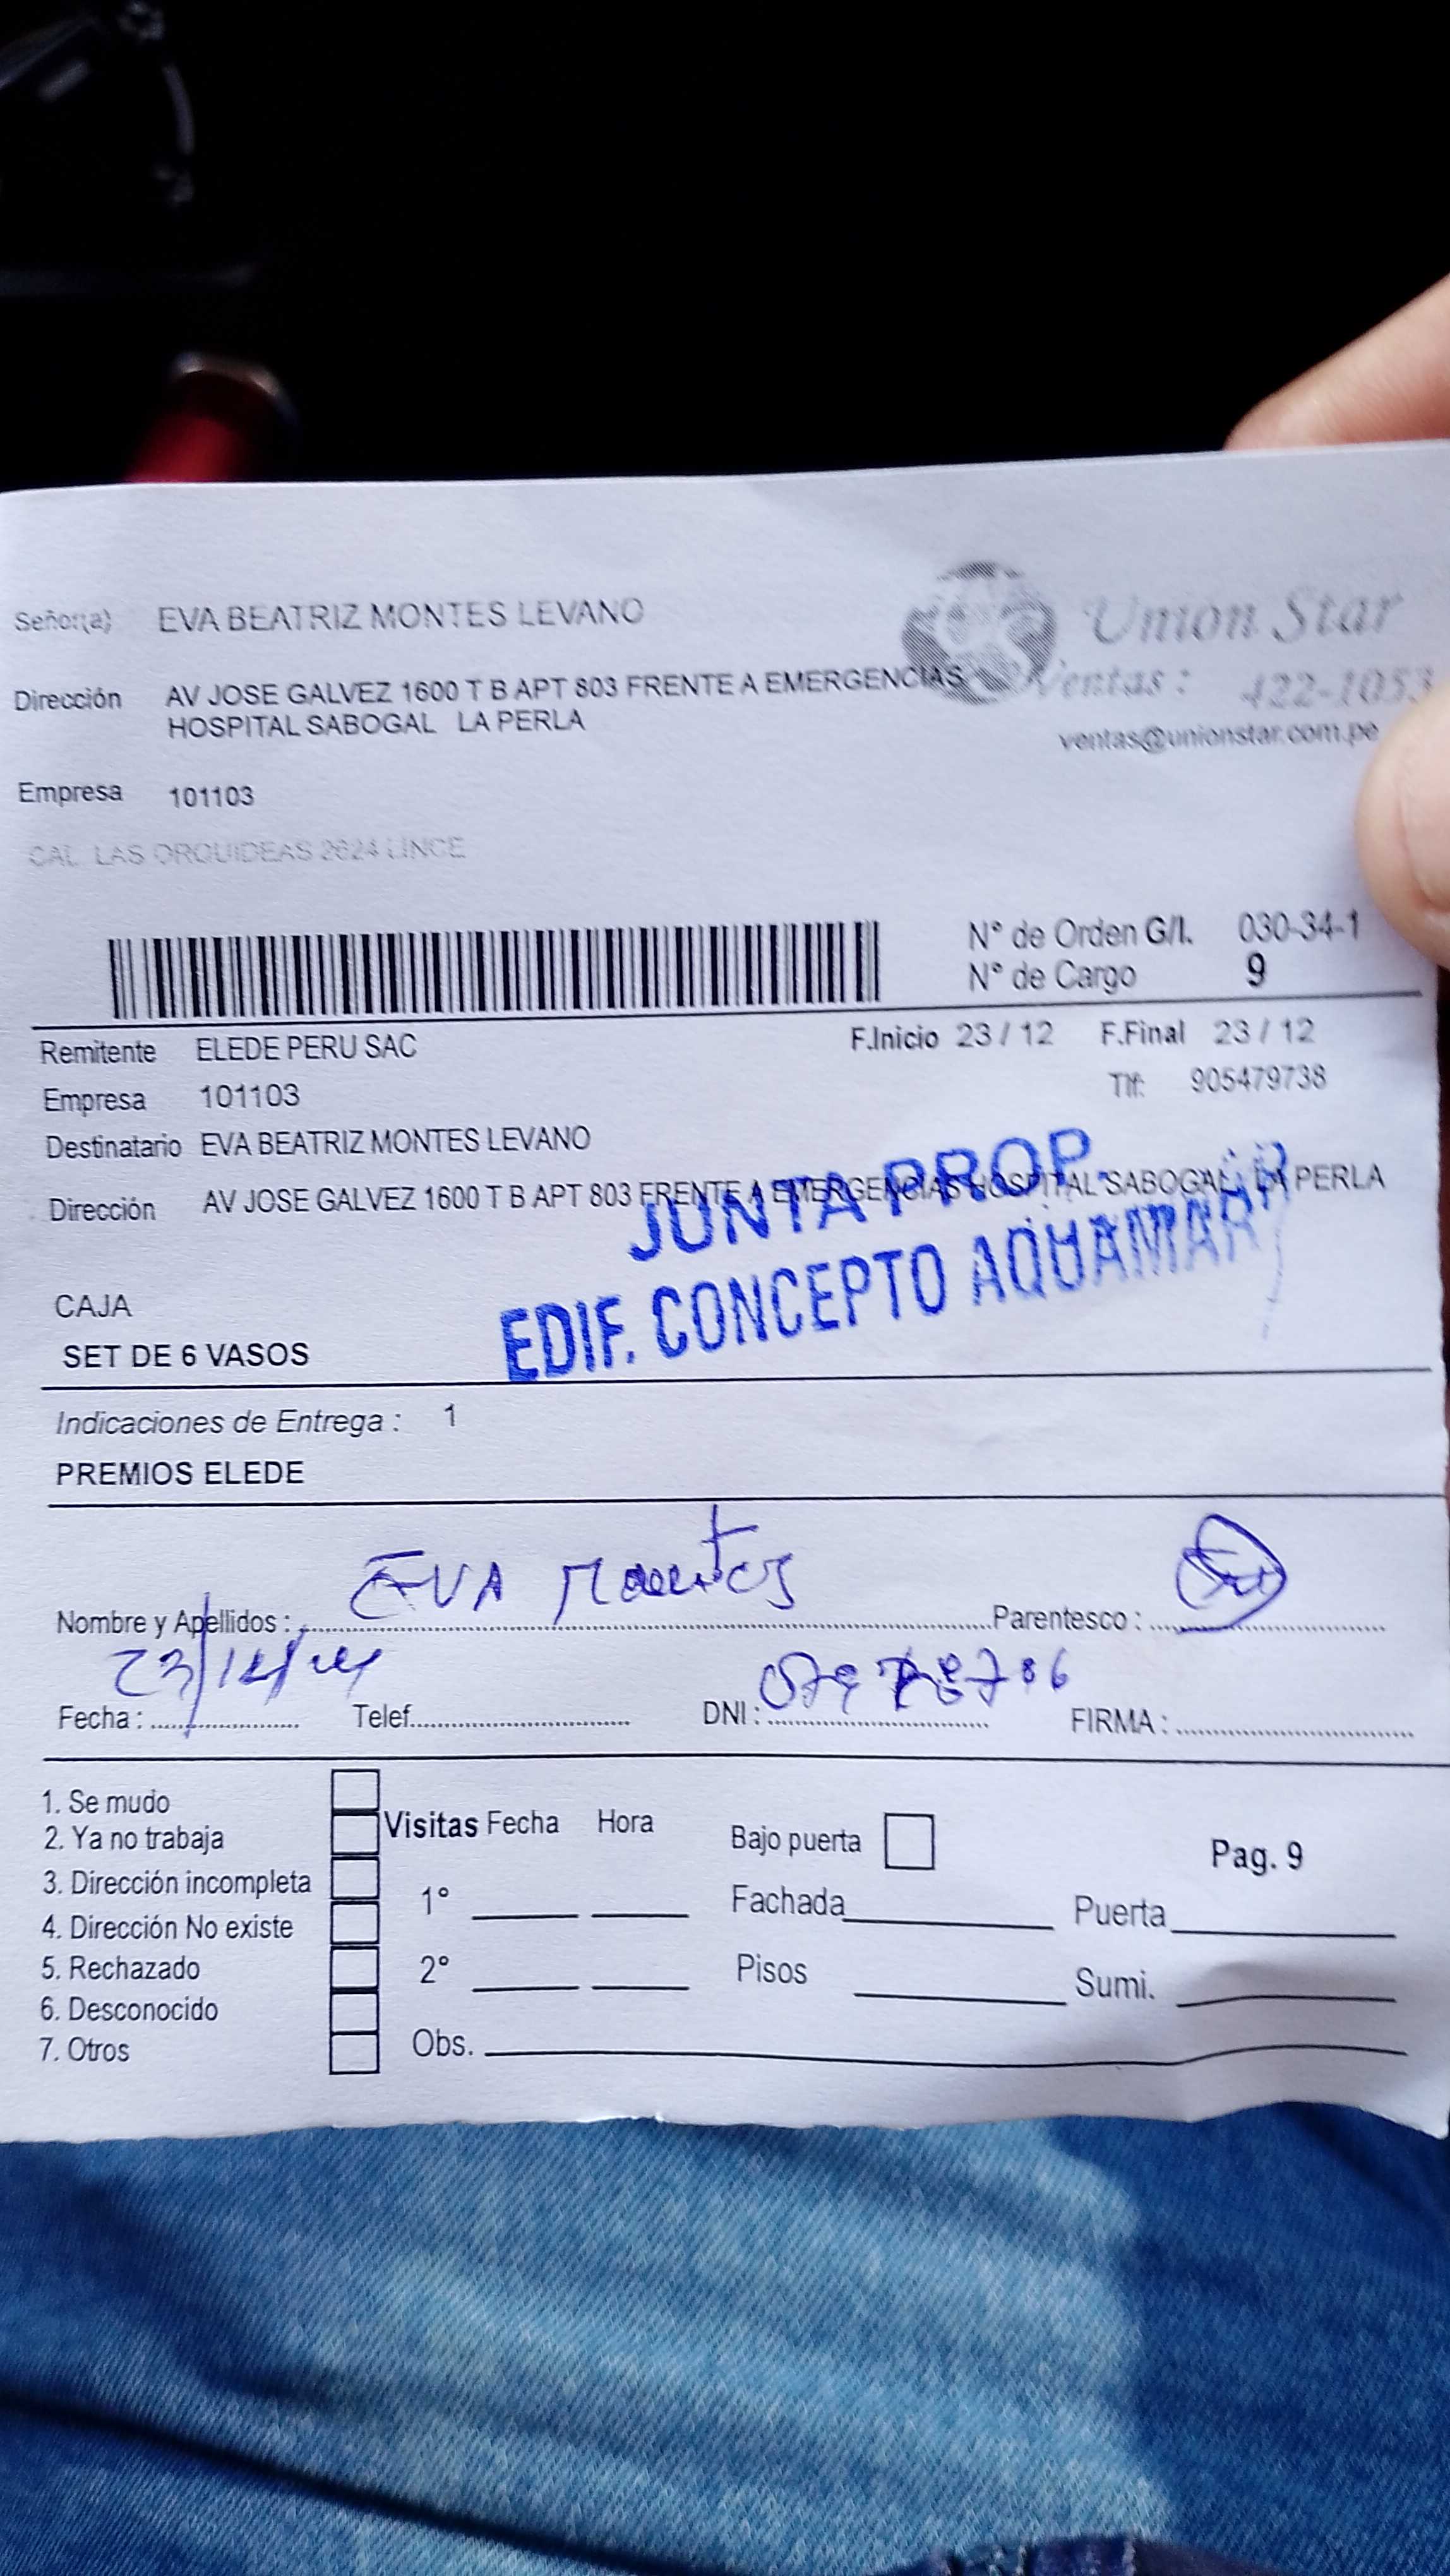 Señor(a) EVA BEATRIZ MONTES LEVANO
Union Star
Dirección AV JOSE GALVEZ 1600 T B APT 803 FRENTE A EMERGENCIAS
HOSPITAL SABOGAL LA PERLA
Ventas: 422-1053
ventas@unionstar.com.pe
Empresa 101103
CAL LAS ORQUIDEAS 2624 LINCE
N° de Orden G/I. 030-34-1
N° de Cargo 9
Remitente ELEDE PERU SAC F.Inicio 23 / 12 F.Final 23 / 12
Empresa 101103 Tlf: 905479738
Destinatario EVA BEATRIZ MONTES LEVANO
Dirección AV JOSE GALVEZ 1600 T B APT 803 FRENTE A EMERGENCIAS HOSPITAL SABOGAL LA PERLA
JUNTA PROP.
EDIF. CONCEPTO AQUAMAR
CAJA
SET DE 6 VASOS
Indicaciones de Entrega : 1
PREMIOS ELEDE
Nombre y Apellidos : EVA Montes Parentesco :
Fecha : 23/12/24 Telef. DNI : FIRMA :
1. Se mudo
2. Ya no trabaja
3. Dirección incompleta
4. Dirección No existe
5. Rechazado
6. Desconocido
7. Otros
Visitas Fecha Hora
1°
2°
Obs.
Bajo puerta
Pag. 9
Fachada Puerta
Pisos Sumi.